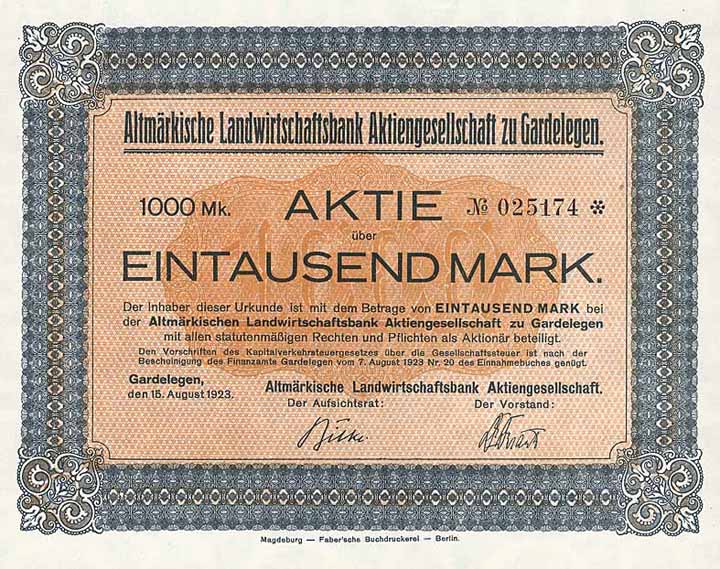 Altmärkische Landwirtschaftsbank Aktiengesellschaft zu Gardelegen.
1000 Mk. AKTIE № 025174 *
über
EINTAUSEND MARK.
Der Inhaber dieser Urkunde ist mit dem Betrage von EINTAUSEND MARK bei
der Altmärkischen Landwirtschaftsbank Aktiengesellschaft zu Gardelegen
mit allen statutenmäßigen Rechten und Pflichten als Aktionär beteiligt.
Den Vorschriften des Kapitalverkehrsteuergesetzes über die Gesellschaftsteuer ist nach der
Bescheinigung des Finanzamte Gardelegen vom 7. August 1923 Nr. 20 des Einnahmebuches genügt.
Gardelegen,
den 15. August 1923.
Altmärkische Landwirtschaftsbank Aktiengesellschaft.
Der Aufsichtsrat: Der Vorstand:
Magdeburg — Faber'sche Buchdruckerei — Berlin.